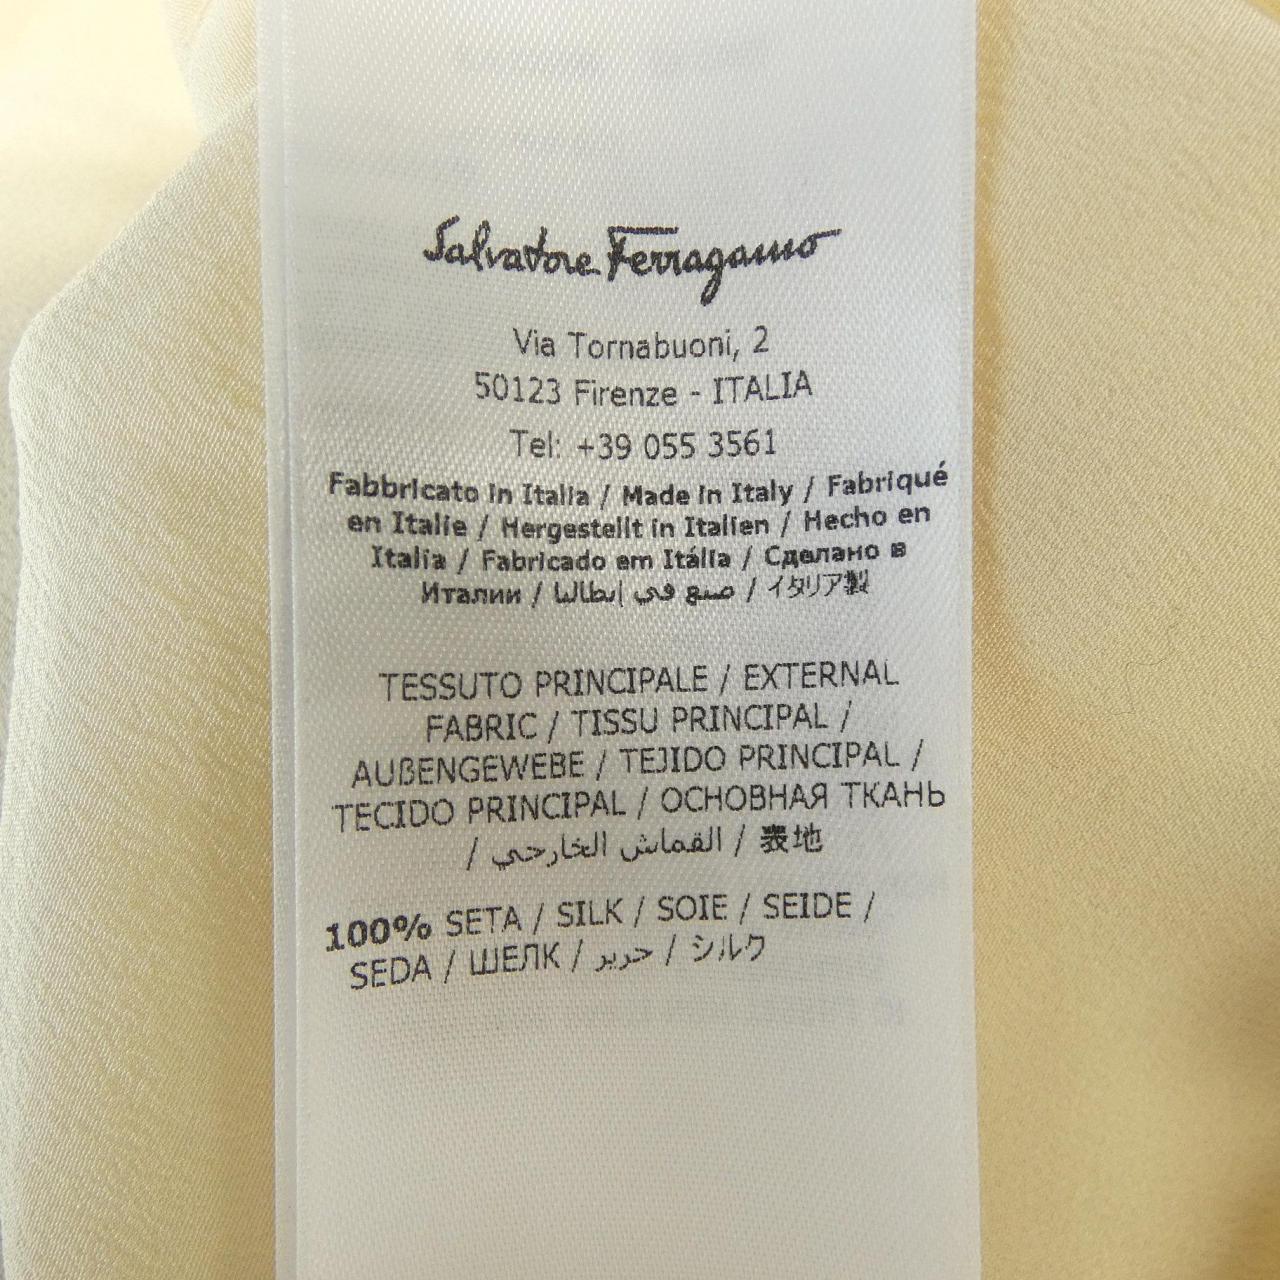 Salvatore Ferragamo
Via Tornabuoni, 2
50123 Firenze - ITALIA
Tel: +39 055 3561
Fabbricato in Italia / Made in Italy / Fabriqué
en Italie / Hergestellt in Italien / Hecho en
Italia / Fabricado em Itália / Сделано в
Италии / صنع في إيطاليا / イタリア製
TESSUTO PRINCIPALE / EXTERNAL
FABRIC / TISSU PRINCIPAL /
AUßENGEWEBE / TEJIDO PRINCIPAL /
TECIDO PRINCIPAL / ОСНОВНАЯ ТКАНЬ
/ القماش الخارجي / 表地
100% SETA / SILK / SOIE / SEIDE /
SEDA / ШЕЛК / حرير / シルク